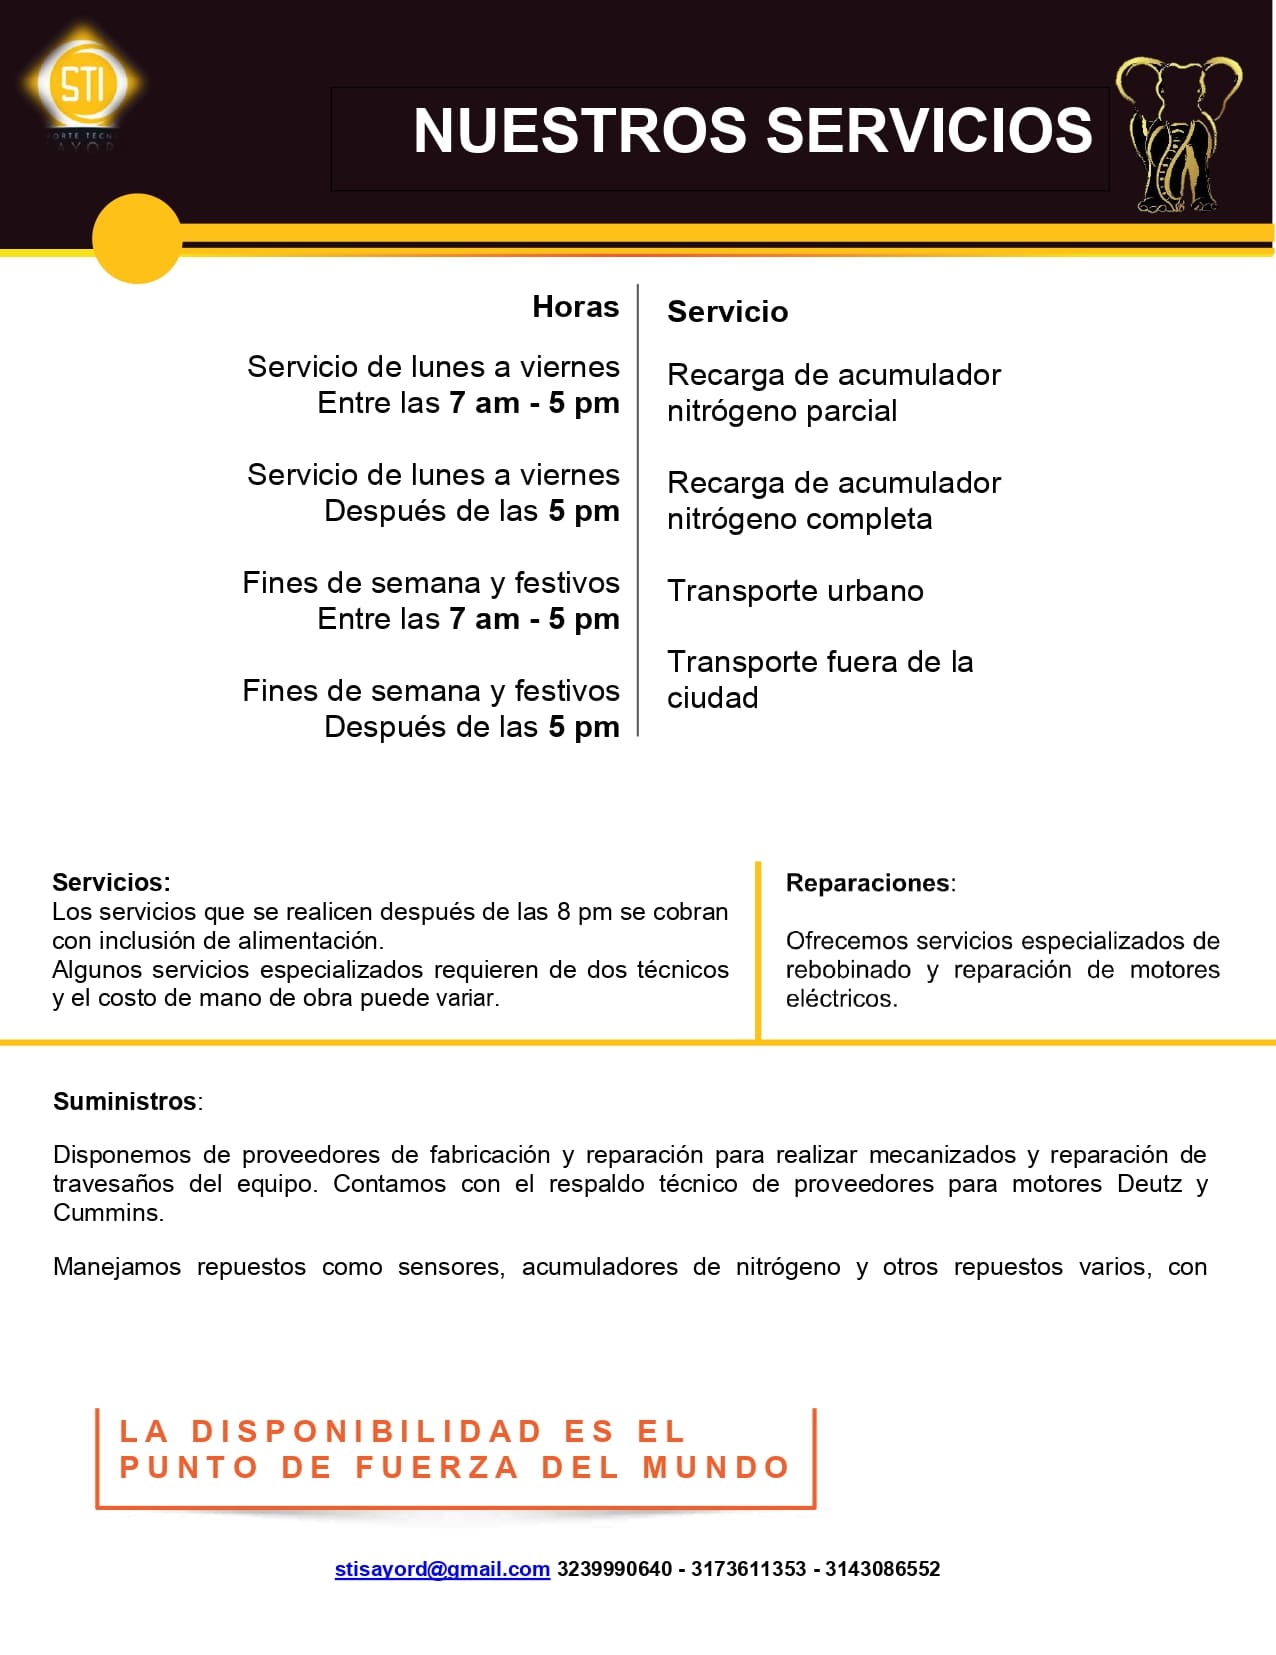 STI
NUESTROS SERVICIOS
Horas
Servicio de lunes a viernes
Entre las 7 am - 5 pm
Servicio de lunes a viernes
Después de las 5 pm
Fines de semana y festivos
Entre las 7 am - 5 pm
Fines de semana y festivos
Después de las 5 pm
Servicio
Recarga de acumulador
nitrógeno parcial
Recarga de acumulador
nitrógeno completa
Transporte urbano
Transporte fuera de la
ciudad
Servicios:
Los servicios que se realicen después de las 8 pm se cobran
con inclusión de alimentación.
Algunos servicios especializados requieren de dos técnicos
y el costo de mano de obra puede variar.
Reparaciones:
Ofrecemos servicios especializados de
rebobinado y reparación de motores
eléctricos.
Suministros:
Disponemos de proveedores de fabricación y reparación para realizar mecanizados y reparación de
travesaños del equipo. Contamos con el respaldo técnico de proveedores para motores Deutz y
Cummins.
Manejamos repuestos como sensores, acumuladores de nitrógeno y otros repuestos varios, con
LA DISPONIBILIDAD ES EL
PUNTO DE FUERZA DEL MUNDO
stisayord@gmail.com 3239990640 - 3173611353 - 3143086552